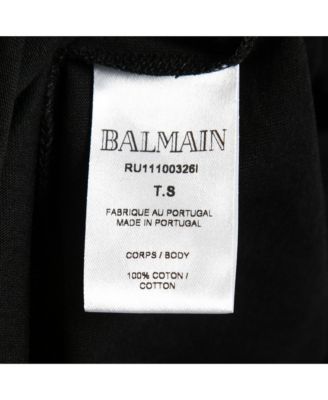 BALMAIN
RU11100326I
T.S
FABRIQUE AU PORTUGAL
MADE IN PORTUGAL
CORPS / BODY
100% COTON /
COTTON